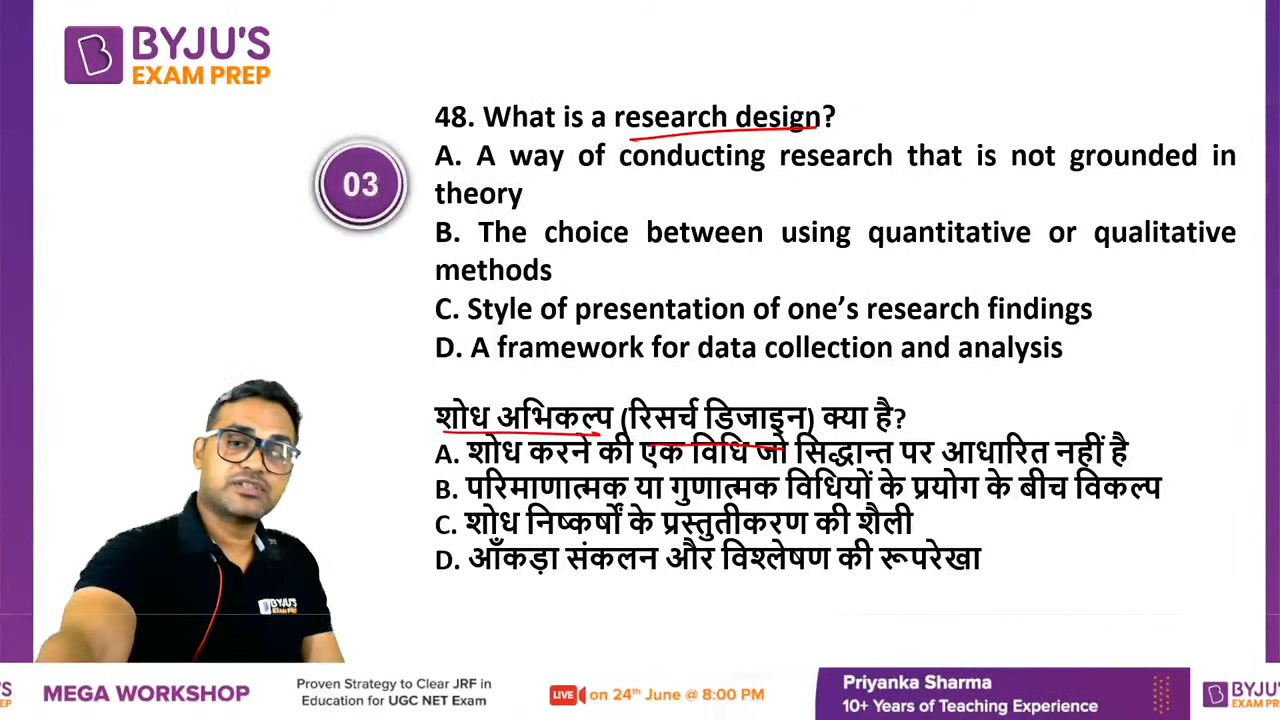 BYJU'S
EXAM PREP
48. What is a research design?
A. A way of conducting research that is not grounded in
theory
B. The choice between using quantitative or qualitative
methods
C. Style of presentation of one’s research findings
D. A framework for data collection and analysis
03
शोध अभिकल्प (रिसर्च डिजाइन) क्या है?
A. शोध करने की एक विधि जो सिद्धान्त पर आधारित नहीं है
B. परिमाणात्मक या गुणात्मक विधियों के प्रयोग के बीच विकल्प
C. शोध निष्कर्षों के प्रस्तुतीकरण की शैली
D. आँकड़ा संकलन और विश्लेषण की रूपरेखा
BYJU'S
EXAM PREP
'S
EP
MEGA WORKSHOP
Proven Strategy to Clear JRF in
Education for UGC NET Exam
LIVE
on 24th June @ 8:00 PM
Priyanka Sharma
10+ Years of Teaching Experience
BYJU
EXAM PR